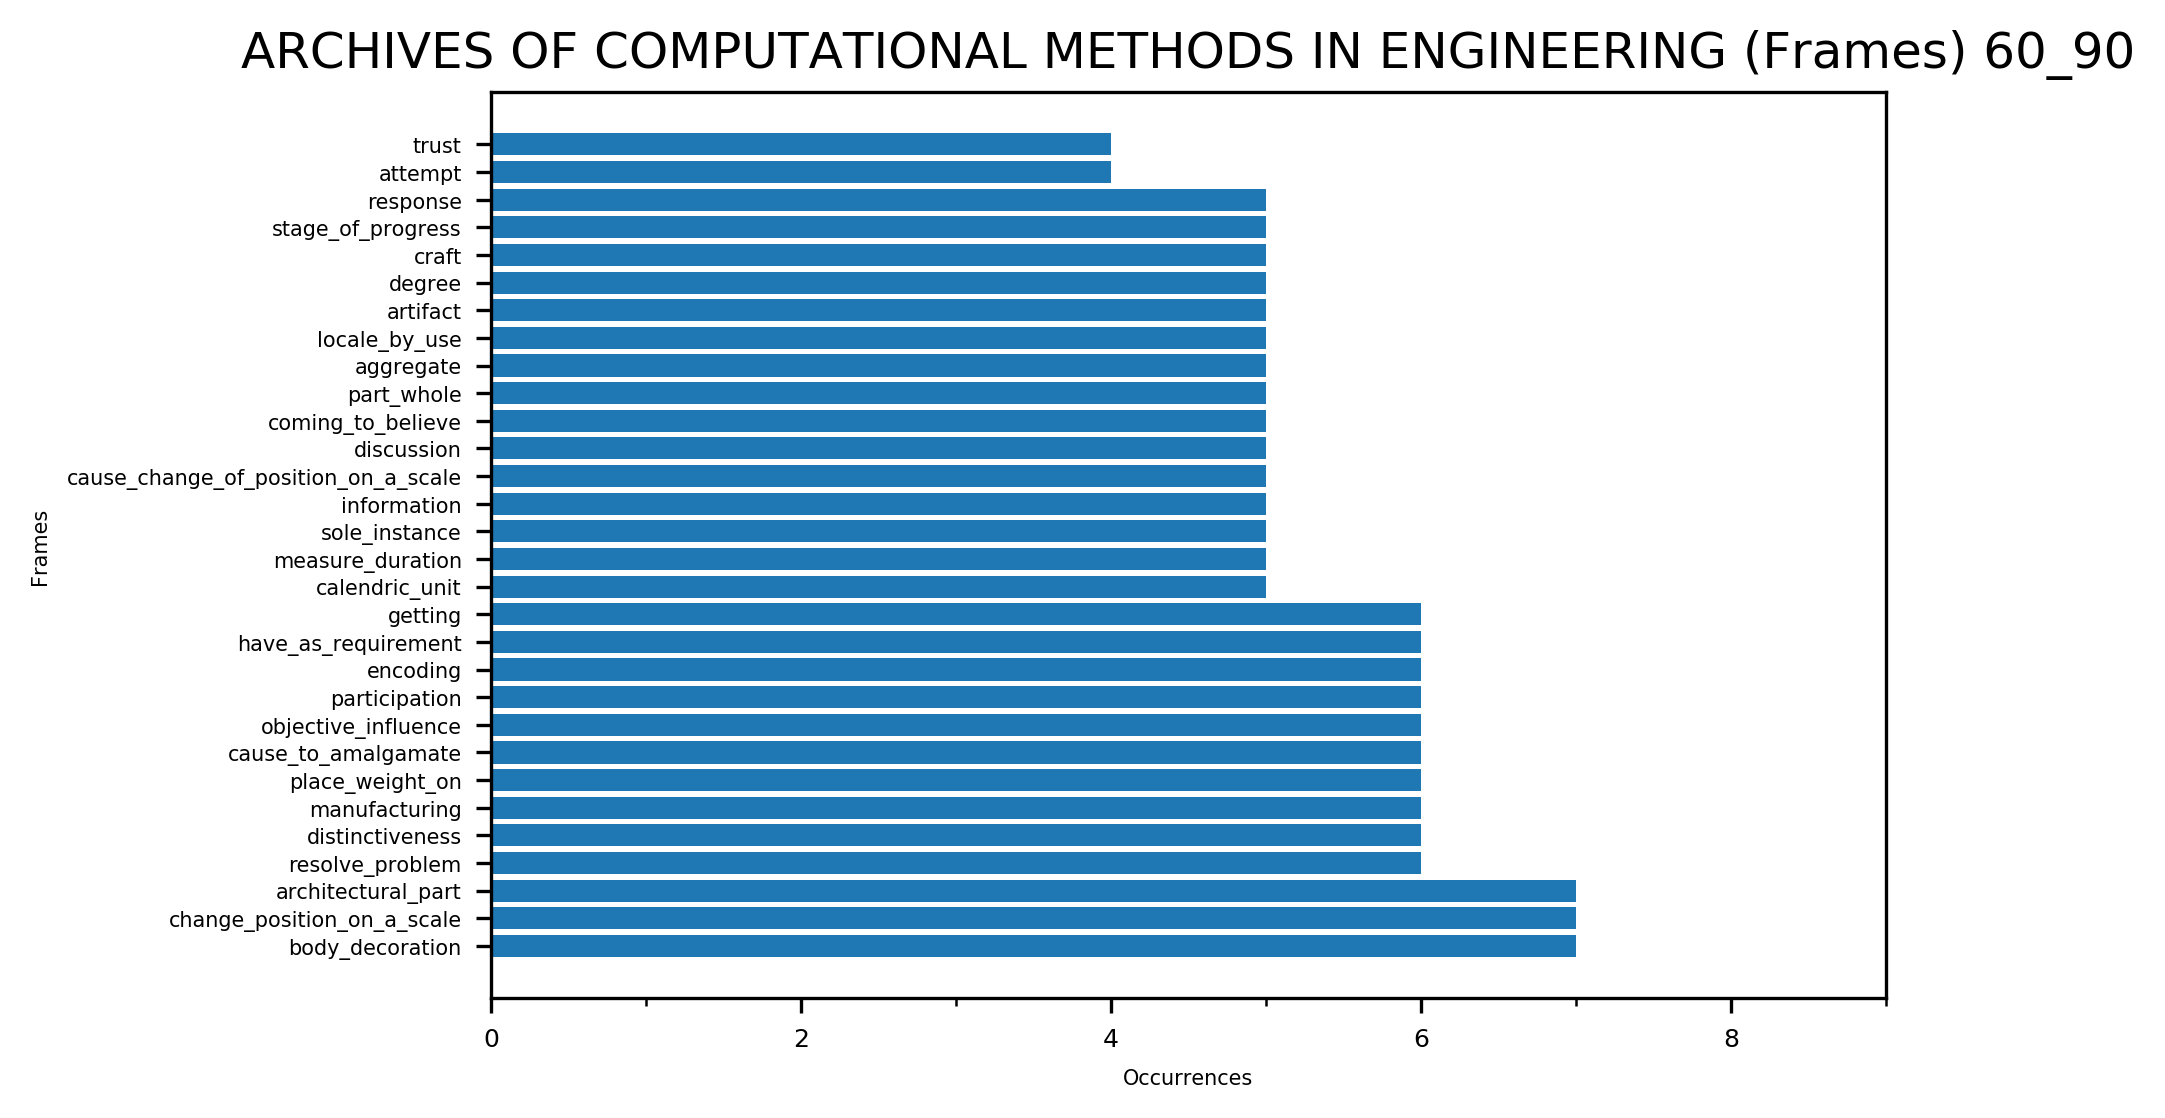 ARCHIVES OF COMPUTATIONAL METHODS IN ENGINEERING (Frames) 60_90
trust
attempt
response
stage_of_progress
craft
degree
artifact
locale_by_use
aggregate
part_whole
coming_to_believe
discussion
cause_change_of_position_on_a_scale
information
sole_instance
measure_duration
calendric_unit
getting
have_as_requirement
encoding
participation
objective_influence
cause_to_amalgamate
place_weight_on
manufacturing
distinctiveness
resolve_problem
architectural_part
change_position_on_a_scale
body_decoration
Frames
0 2 4 6 8
Occurrences